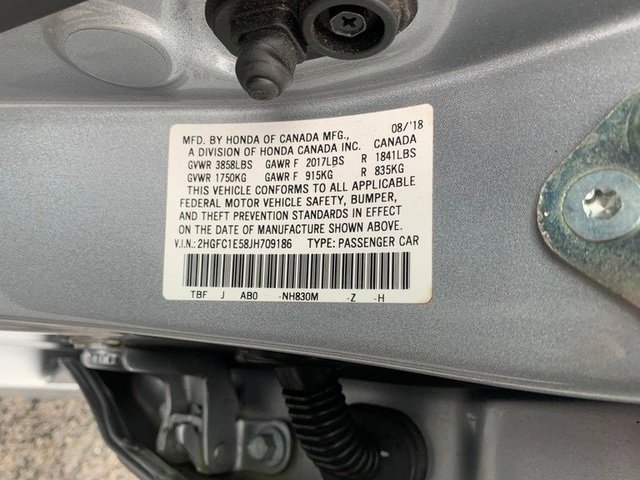 MFD. BY HONDA OF CANADA MFG., 08/'18
A DIVISION OF HONDA CANADA INC. CANADA
GVWR 3858LBS GAWR F 2017LBS R 1841LBS
GVWR 1750KG GAWR F 915KG R 835KG
THIS VEHICLE CONFORMS TO ALL APPLICABLE
FEDERAL MOTOR VEHICLE SAFETY, BUMPER,
AND THEFT PREVENTION STANDARDS IN EFFECT
ON THE DATE OF MANUFACTURE SHOWN ABOVE.
V.I.N.: 2HGFC1E58JH709186 TYPE: PASSENGER CAR
TBF J AB0 -NH830M -Z -H